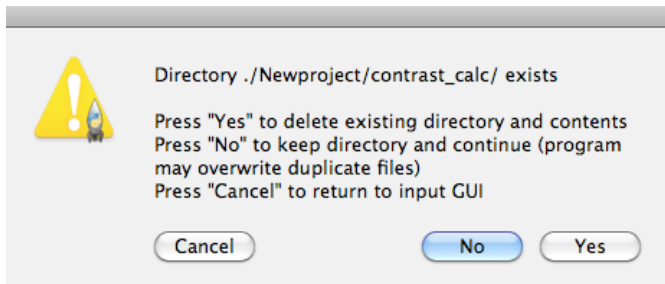 Directory ./Newproject/contrast_calc/ exists
Press "Yes" to delete existing directory and contents
Press "No" to keep directory and continue (program
may overwrite duplicate files)
Press "Cancel" to return to input GUI
Cancel No Yes